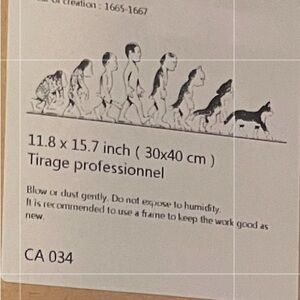 of creation : 1665-1667
11.8 x 15.7 inch ( 30x40 cm )
Tirage professionnel
Blow or dust gently. Do not expose to humidity.
It is recommended to use a frame to keep the work good as
new.
CA 034